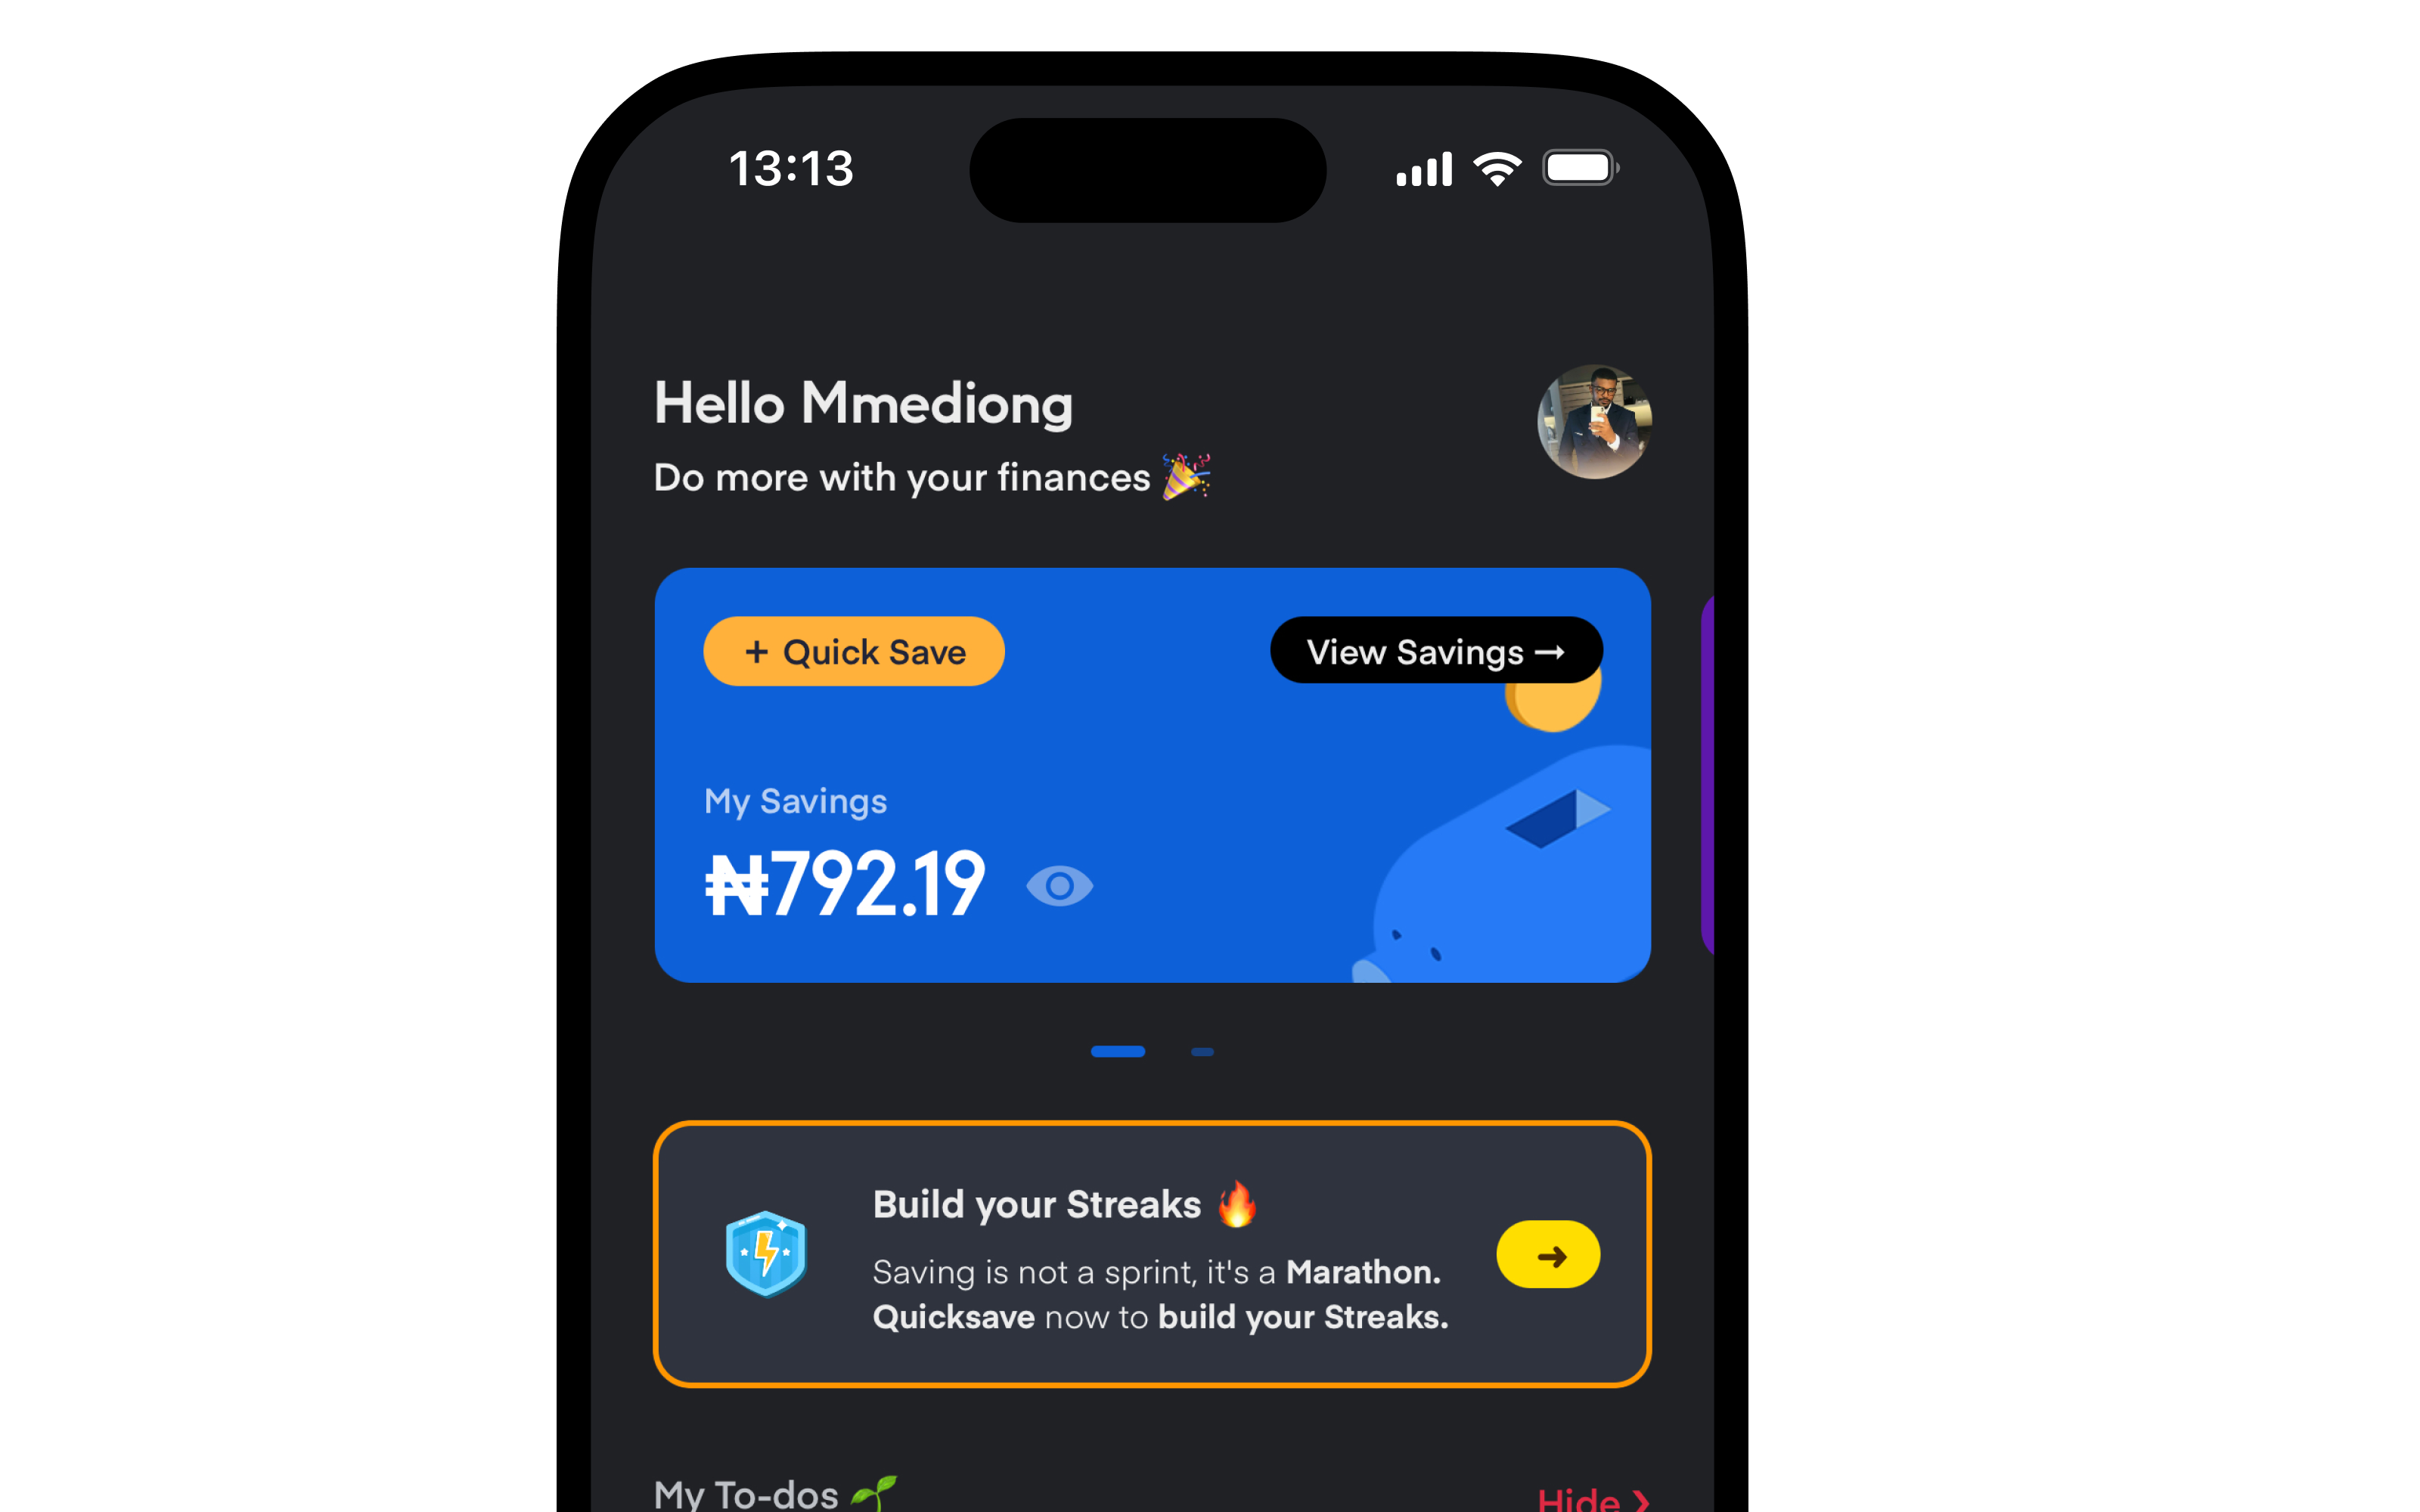 13:13
Hello Mmediong
Do more with your finances 🎉
+ Quick Save
View Savings →
My Savings
₦792.19
Build your Streaks 🔥
Saving is not a sprint, it's a Marathon.
Quicksave now to build your Streaks.
My To-dos 🌱
Hide ›